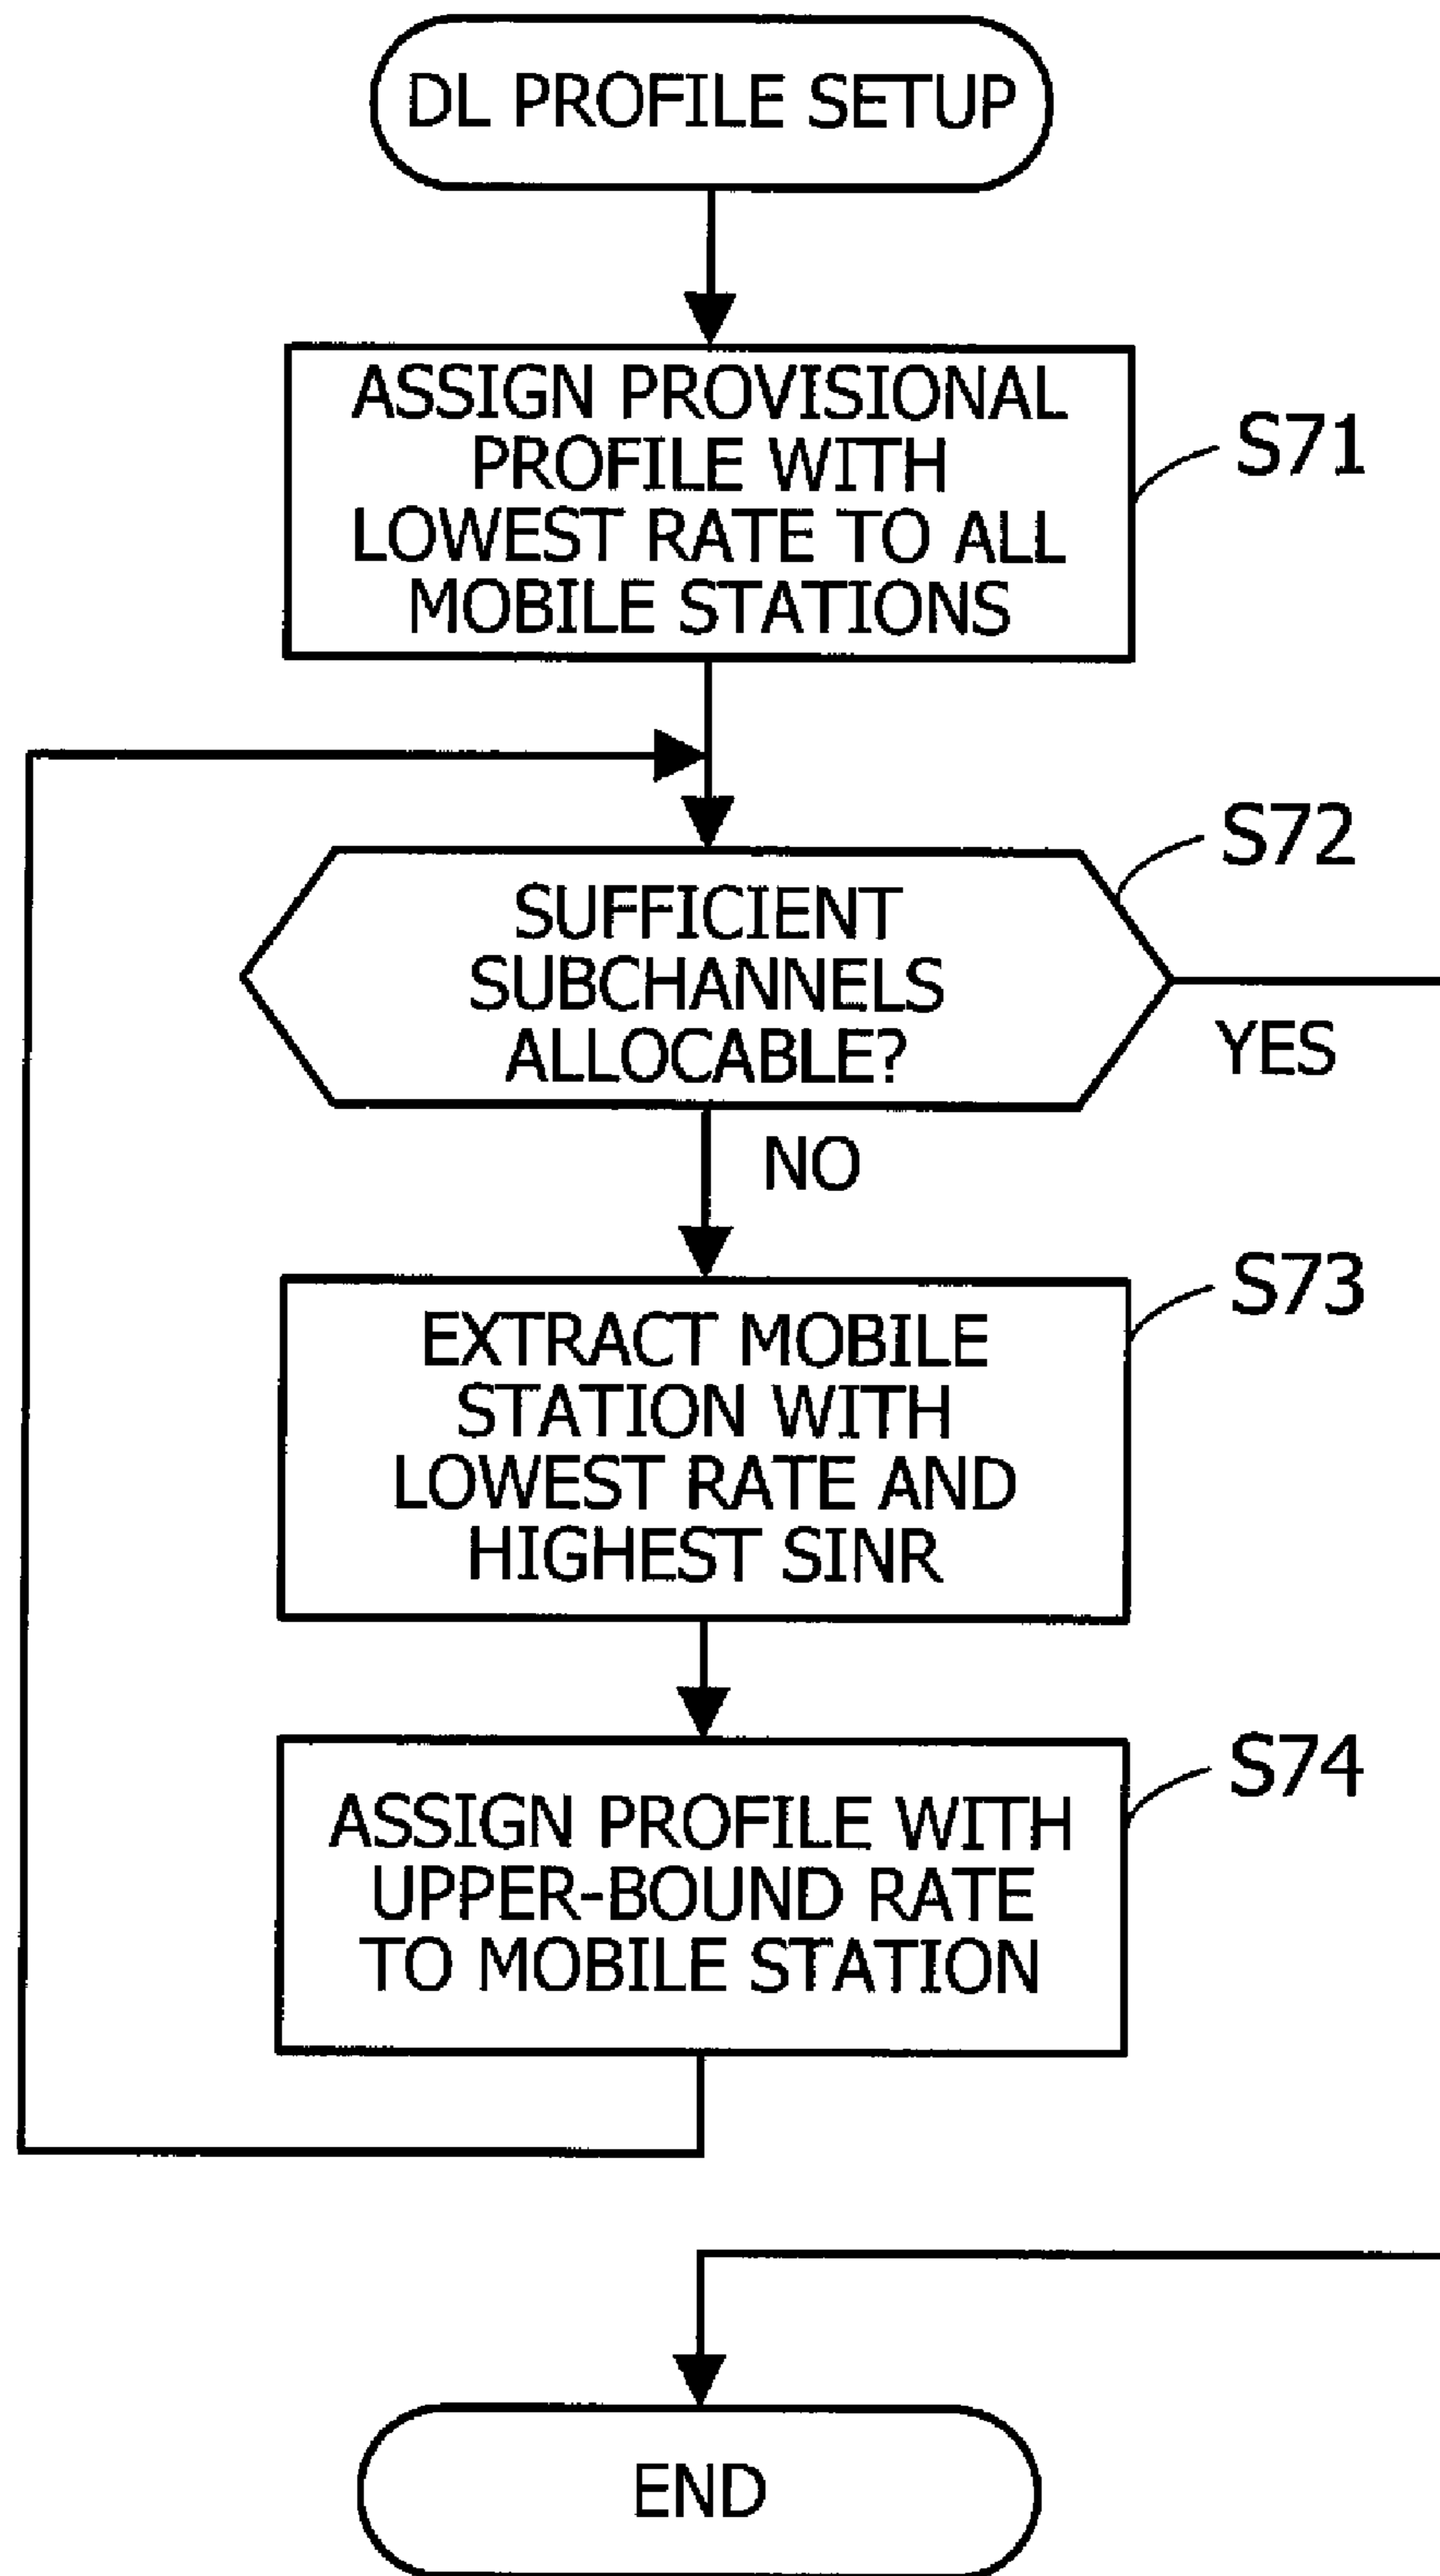 DL PROFILE SETUP
ASSIGN PROVISIONAL
PROFILE WITH
LOWEST RATE TO ALL
MOBILE STATIONS
S71
S72
SUFFICIENT
SUBCHANNELS
ALLOCABLE?
YES
NO
S73
EXTRACT MOBILE
STATION WITH
LOWEST RATE AND
HIGHEST SINR
S74
ASSIGN PROFILE WITH
UPPER-BOUND RATE
TO MOBILE STATION
END